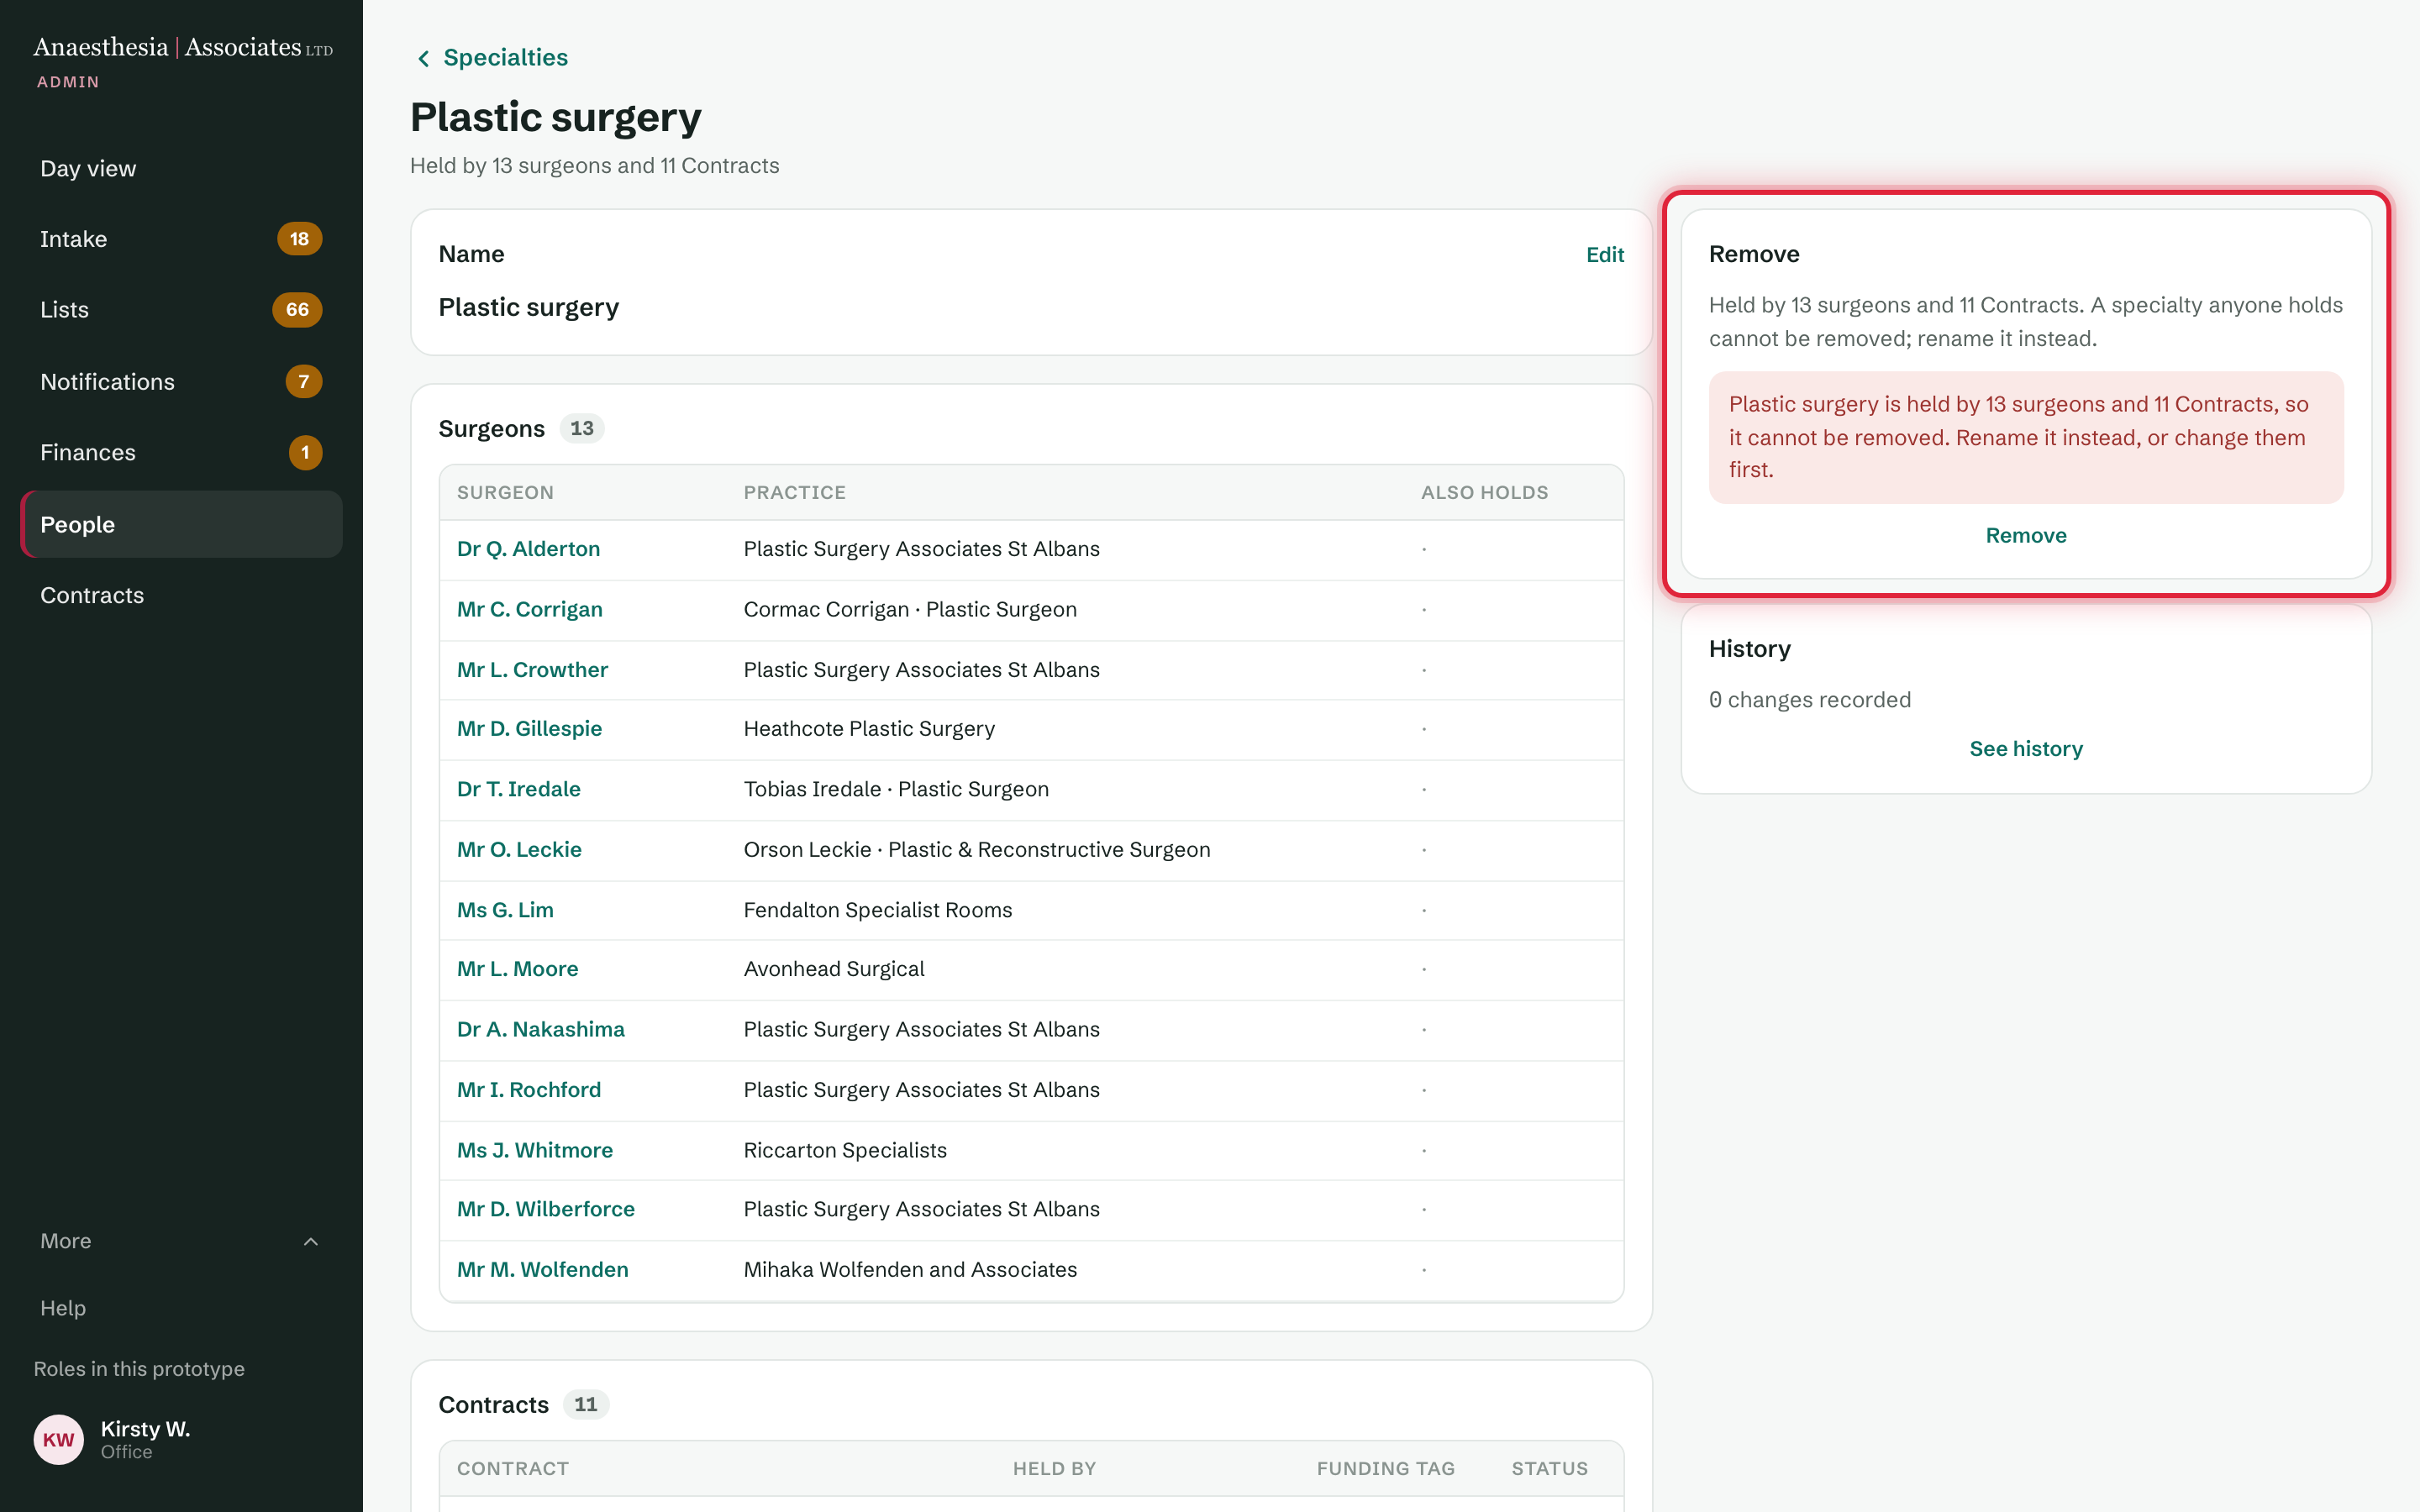 Anaesthesia | Associates LTD
ADMIN
Day view
Intake 18
Lists 66
Notifications 7
Finances 1
People
Contracts
More
Help
Roles in this prototype
KW
Kirsty W.
Office
Specialties
Plastic surgery
Held by 13 surgeons and 11 Contracts
Name Edit
Plastic surgery
Surgeons 13
SURGEON PRACTICE ALSO HOLDS
Dr Q. Alderton Plastic Surgery Associates St Albans ·
Mr C. Corrigan Cormac Corrigan · Plastic Surgeon ·
Mr L. Crowther Plastic Surgery Associates St Albans ·
Mr D. Gillespie Heathcote Plastic Surgery ·
Dr T. Iredale Tobias Iredale · Plastic Surgeon ·
Mr O. Leckie Orson Leckie · Plastic & Reconstructive Surgeon ·
Ms G. Lim Fendalton Specialist Rooms ·
Mr L. Moore Avonhead Surgical ·
Dr A. Nakashima Plastic Surgery Associates St Albans ·
Mr I. Rochford Plastic Surgery Associates St Albans ·
Ms J. Whitmore Riccarton Specialists ·
Mr D. Wilberforce Plastic Surgery Associates St Albans ·
Mr M. Wolfenden Mihaka Wolfenden and Associates ·
Contracts 11
CONTRACT HELD BY FUNDING TAG STATUS
Remove
Held by 13 surgeons and 11 Contracts. A specialty anyone holds
cannot be removed; rename it instead.
Plastic surgery is held by 13 surgeons and 11 Contracts, so
it cannot be removed. Rename it instead, or change them
first.
Remove
History
0 changes recorded
See history